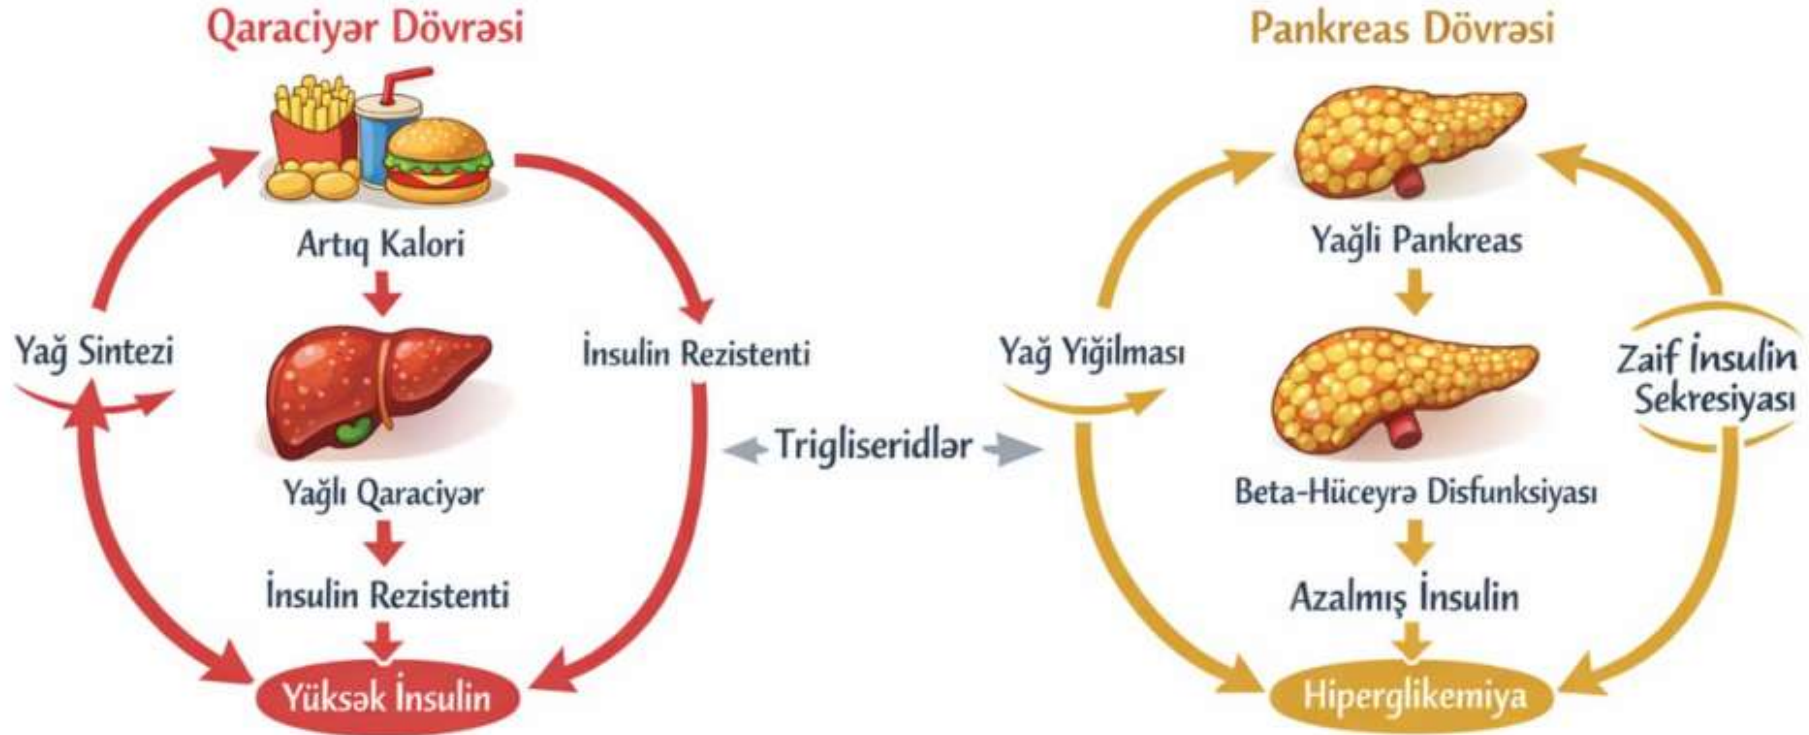 Qaraciyər Dövrəsi
Artıq Kalori
Yağ Sintezi
İnsulin Rezistenti
Yağlı Qaraciyər
İnsulin Rezistenti
Yüksək İnsulin
Trigliseridlər
Pankreas Dövrəsi
Yağli Pankreas
Yağ Yığılması
Zaif İnsulin
Sekresiyası
Beta-Hüceyrə Disfunksiyası
Azalmış İnsulin
Hiperglikemiya